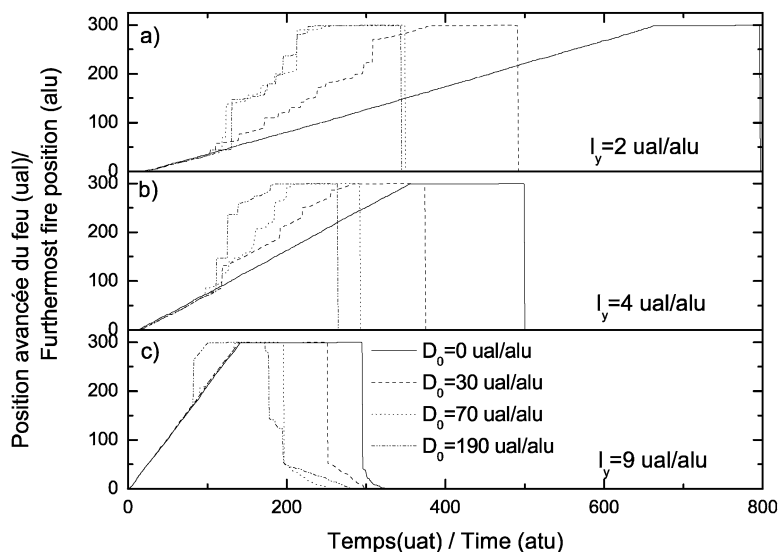 Position avancée du feu (ual)/
Furthermost fire position (alu)
300
a)
200
100
l_y=2 ual/alu
0
300
b)
200
100
l_y=4 ual/alu
0
300
c)
D_0=0 ual/alu
200
D_0=30 ual/alu
D_0=70 ual/alu
100
D_0=190 ual/alu
l_y=9 ual/alu
0
0 200 400 600 800
Temps(uat) / Time (atu)